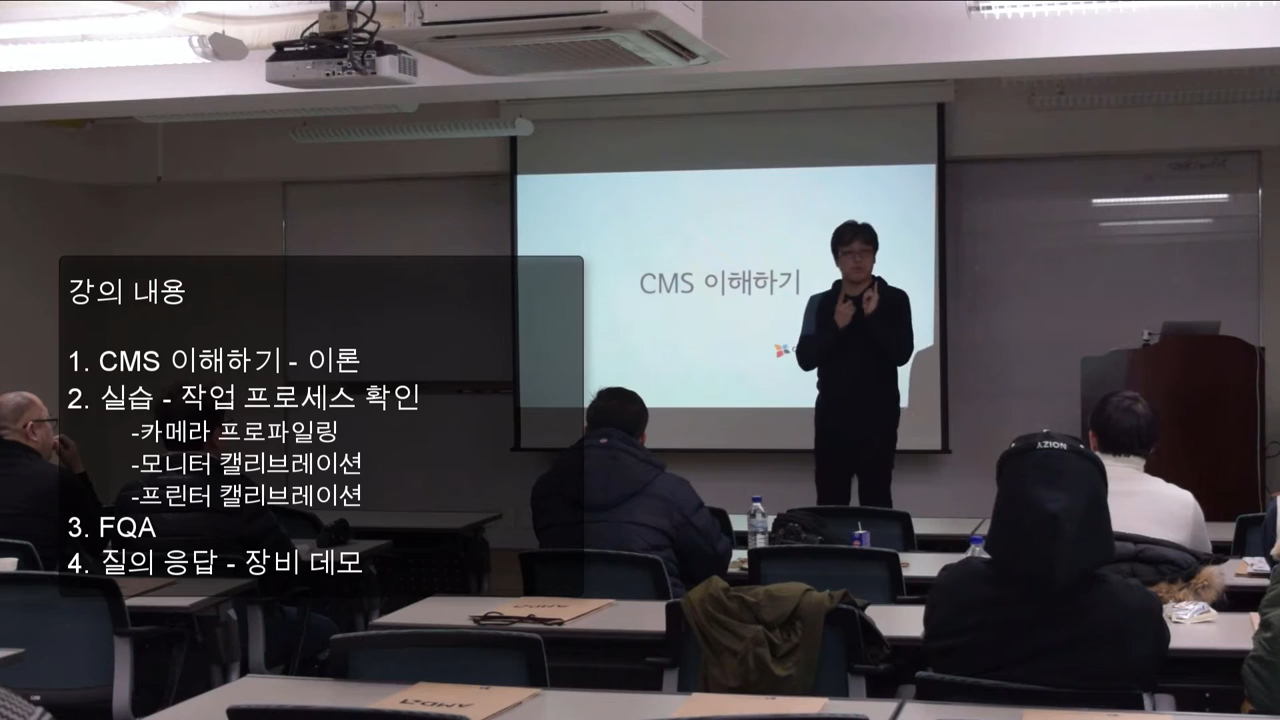 CMS 이해하기
강의 내용
1. CMS 이해하기 - 이론
2. 실습 - 작업 프로세스 확인
-카메라 프로파일링
-모니터 캘리브레이션
-프린터 캘리브레이션
3. FQA
4. 질의 응답 - 장비 데모
NOIZY